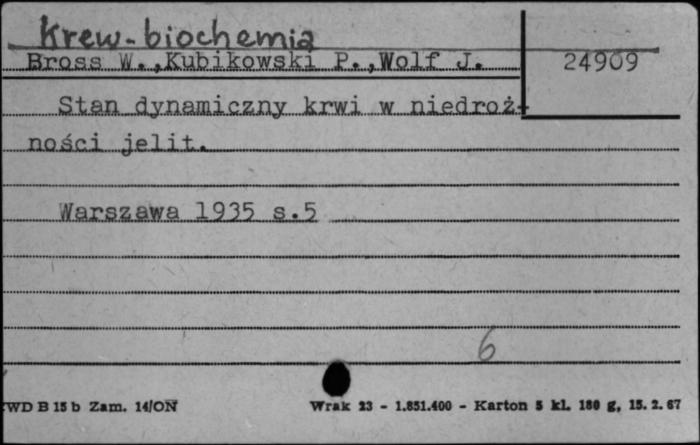 Krew-biochemia
Bross W.,Kubikowski P.,Wolf J.
24909
Stan dynamiczny krwi w niedroż-
ności jelit.
Warszawa 1935 s.5
6
WD B 15 b Zam. 14/ON
Wrak 23 - 1.851.400 - Karton 5 kl. 180 g, 15. 2. 67